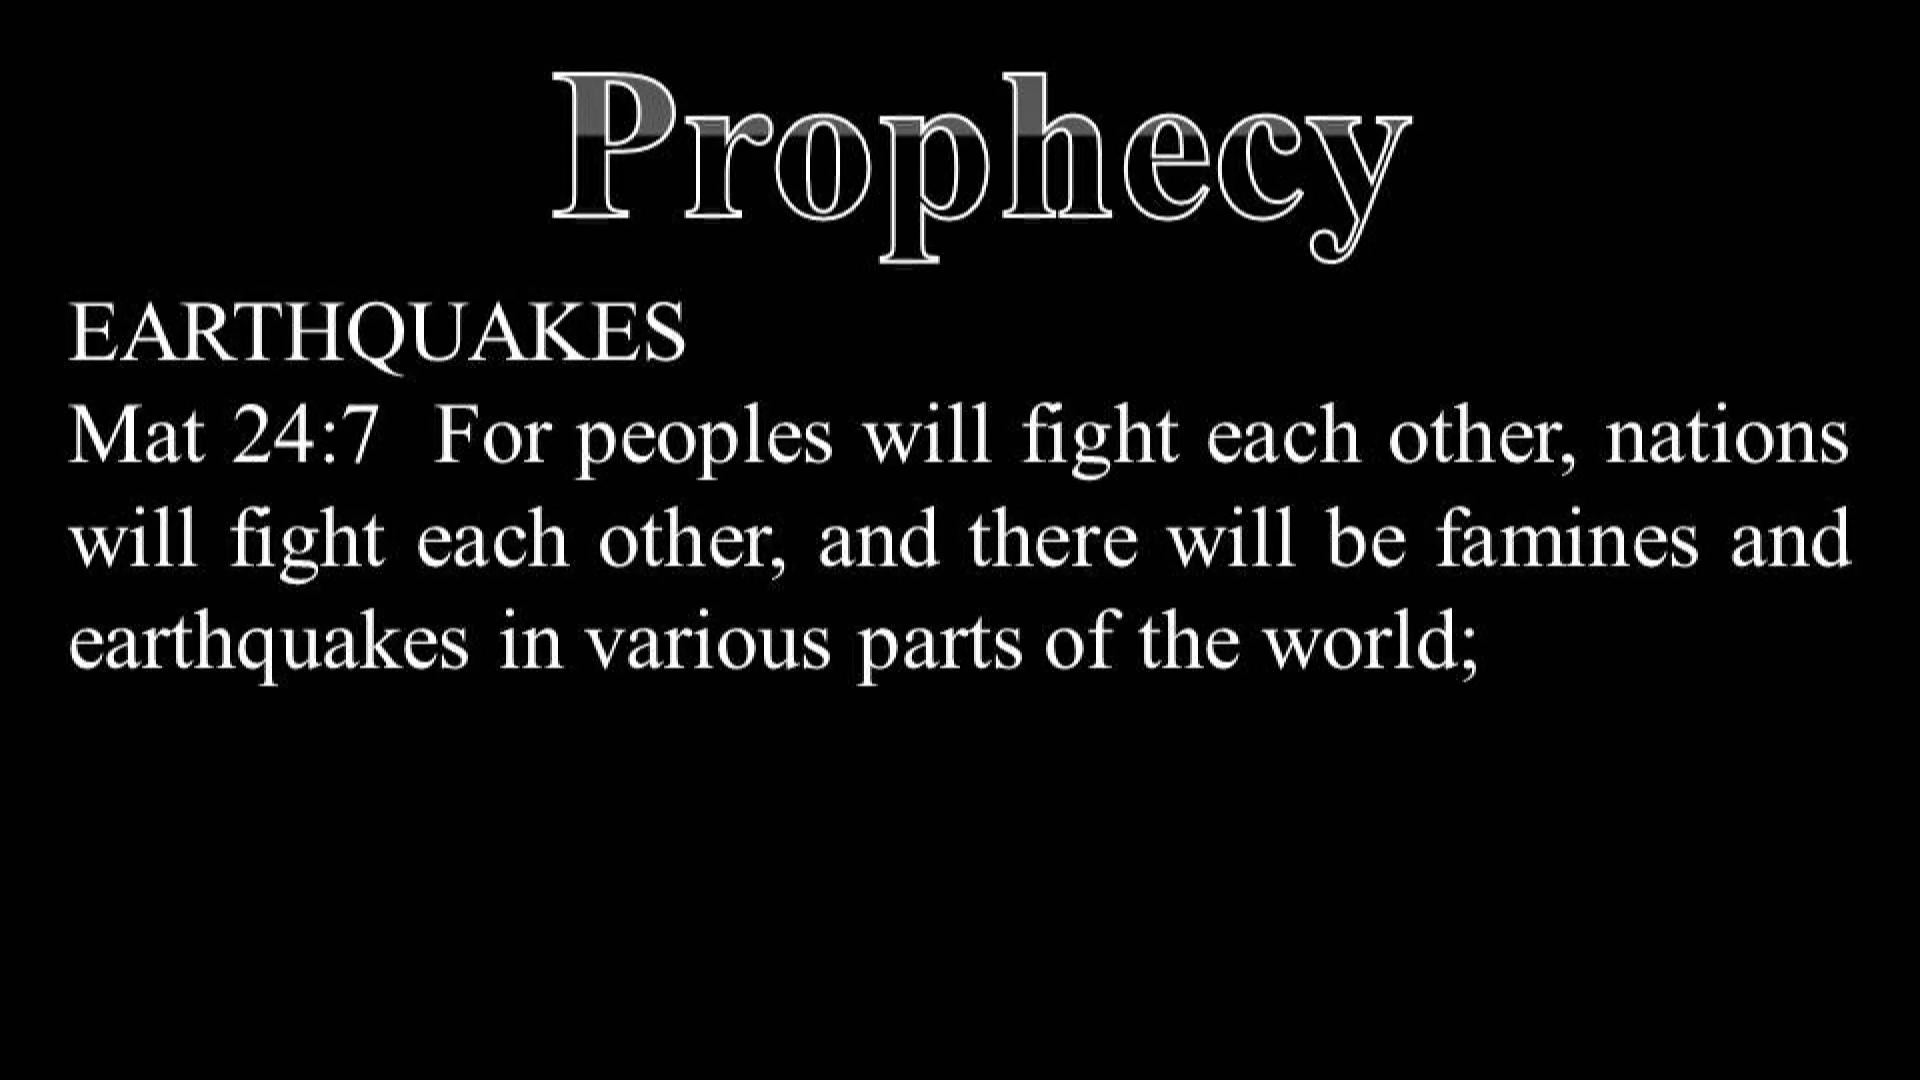 Prophecy
EARTHQUAKES
Mat 24:7  For peoples will fight each other, nations
will fight each other, and there will be famines and
earthquakes in various parts of the world;